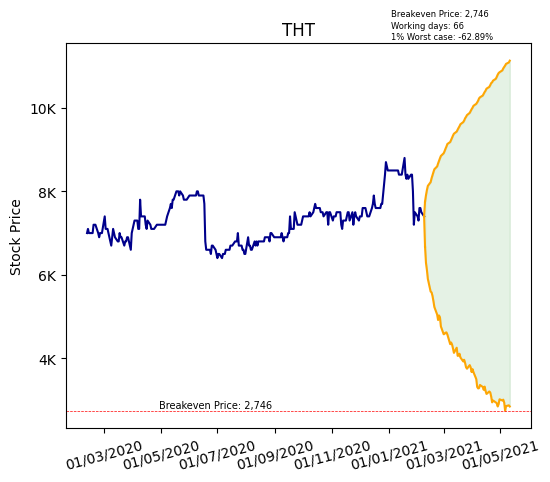 Breakeven Price: 2,746
Working days: 66
1% Worst case: -62.89%
THT
Stock Price
10K
8K
6K
4K
Breakeven Price: 2,746
01/03/2020
01/05/2020
01/07/2020
01/09/2020
01/11/2020
01/01/2021
01/03/2021
01/05/2021